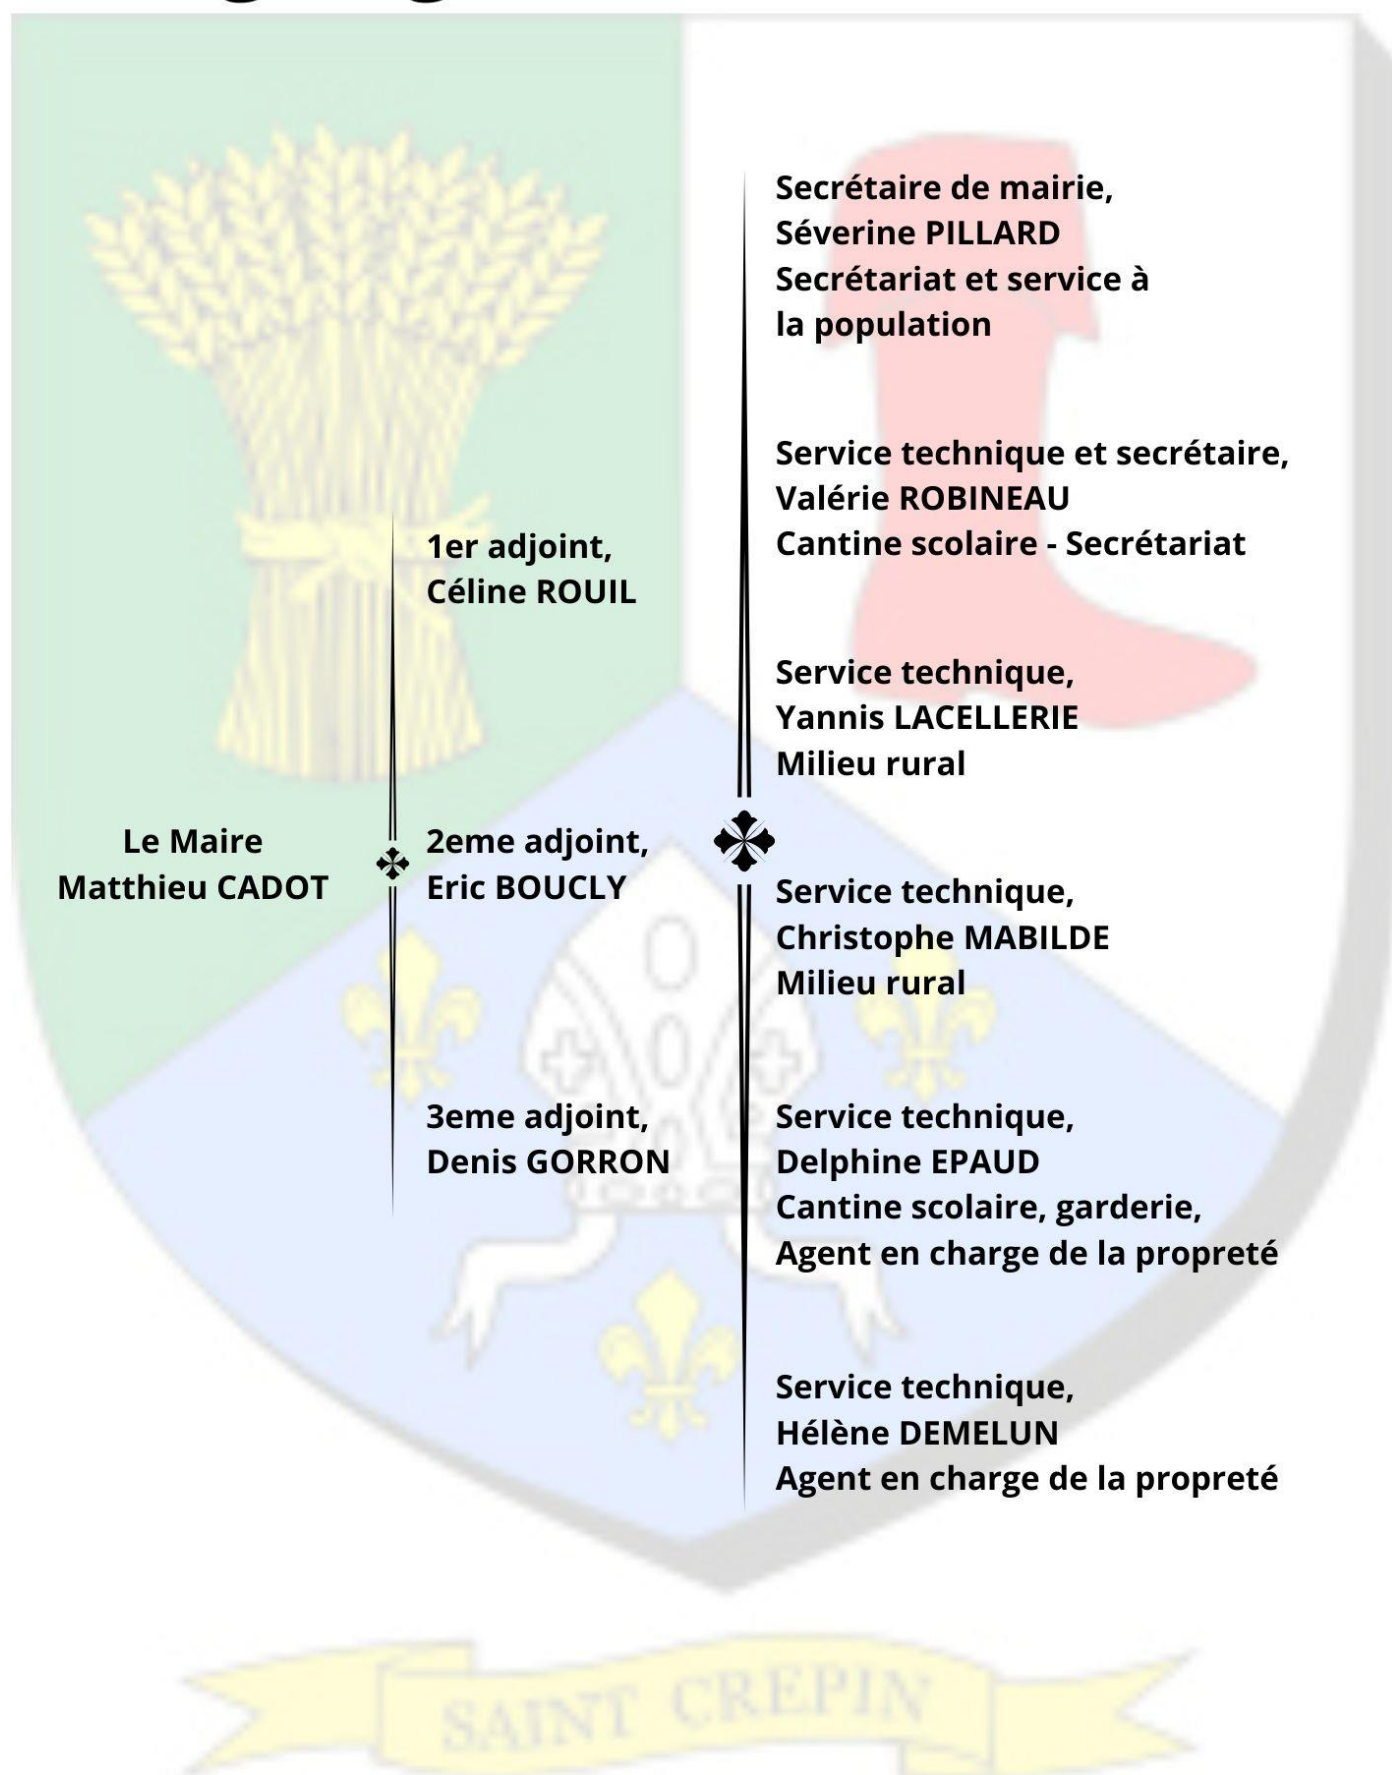 Le Maire
Matthieu CADOT
1er adjoint,
Céline ROUIL
2eme adjoint,
Eric BOUCLY
3eme adjoint,
Denis GORRON
Secrétaire de mairie,
Séverine PILLARD
Secrétariat et service à
la population
Service technique et secrétaire,
Valérie ROBINEAU
Cantine scolaire - Secrétariat
Service technique,
Yannis LACELLERIE
Milieu rural
Service technique,
Christophe MABILDE
Milieu rural
Service technique,
Delphine EPAUD
Cantine scolaire, garderie,
Agent en charge de la propreté
Service technique,
Hélène DEMELUN
Agent en charge de la propreté
SAINT CREPIN